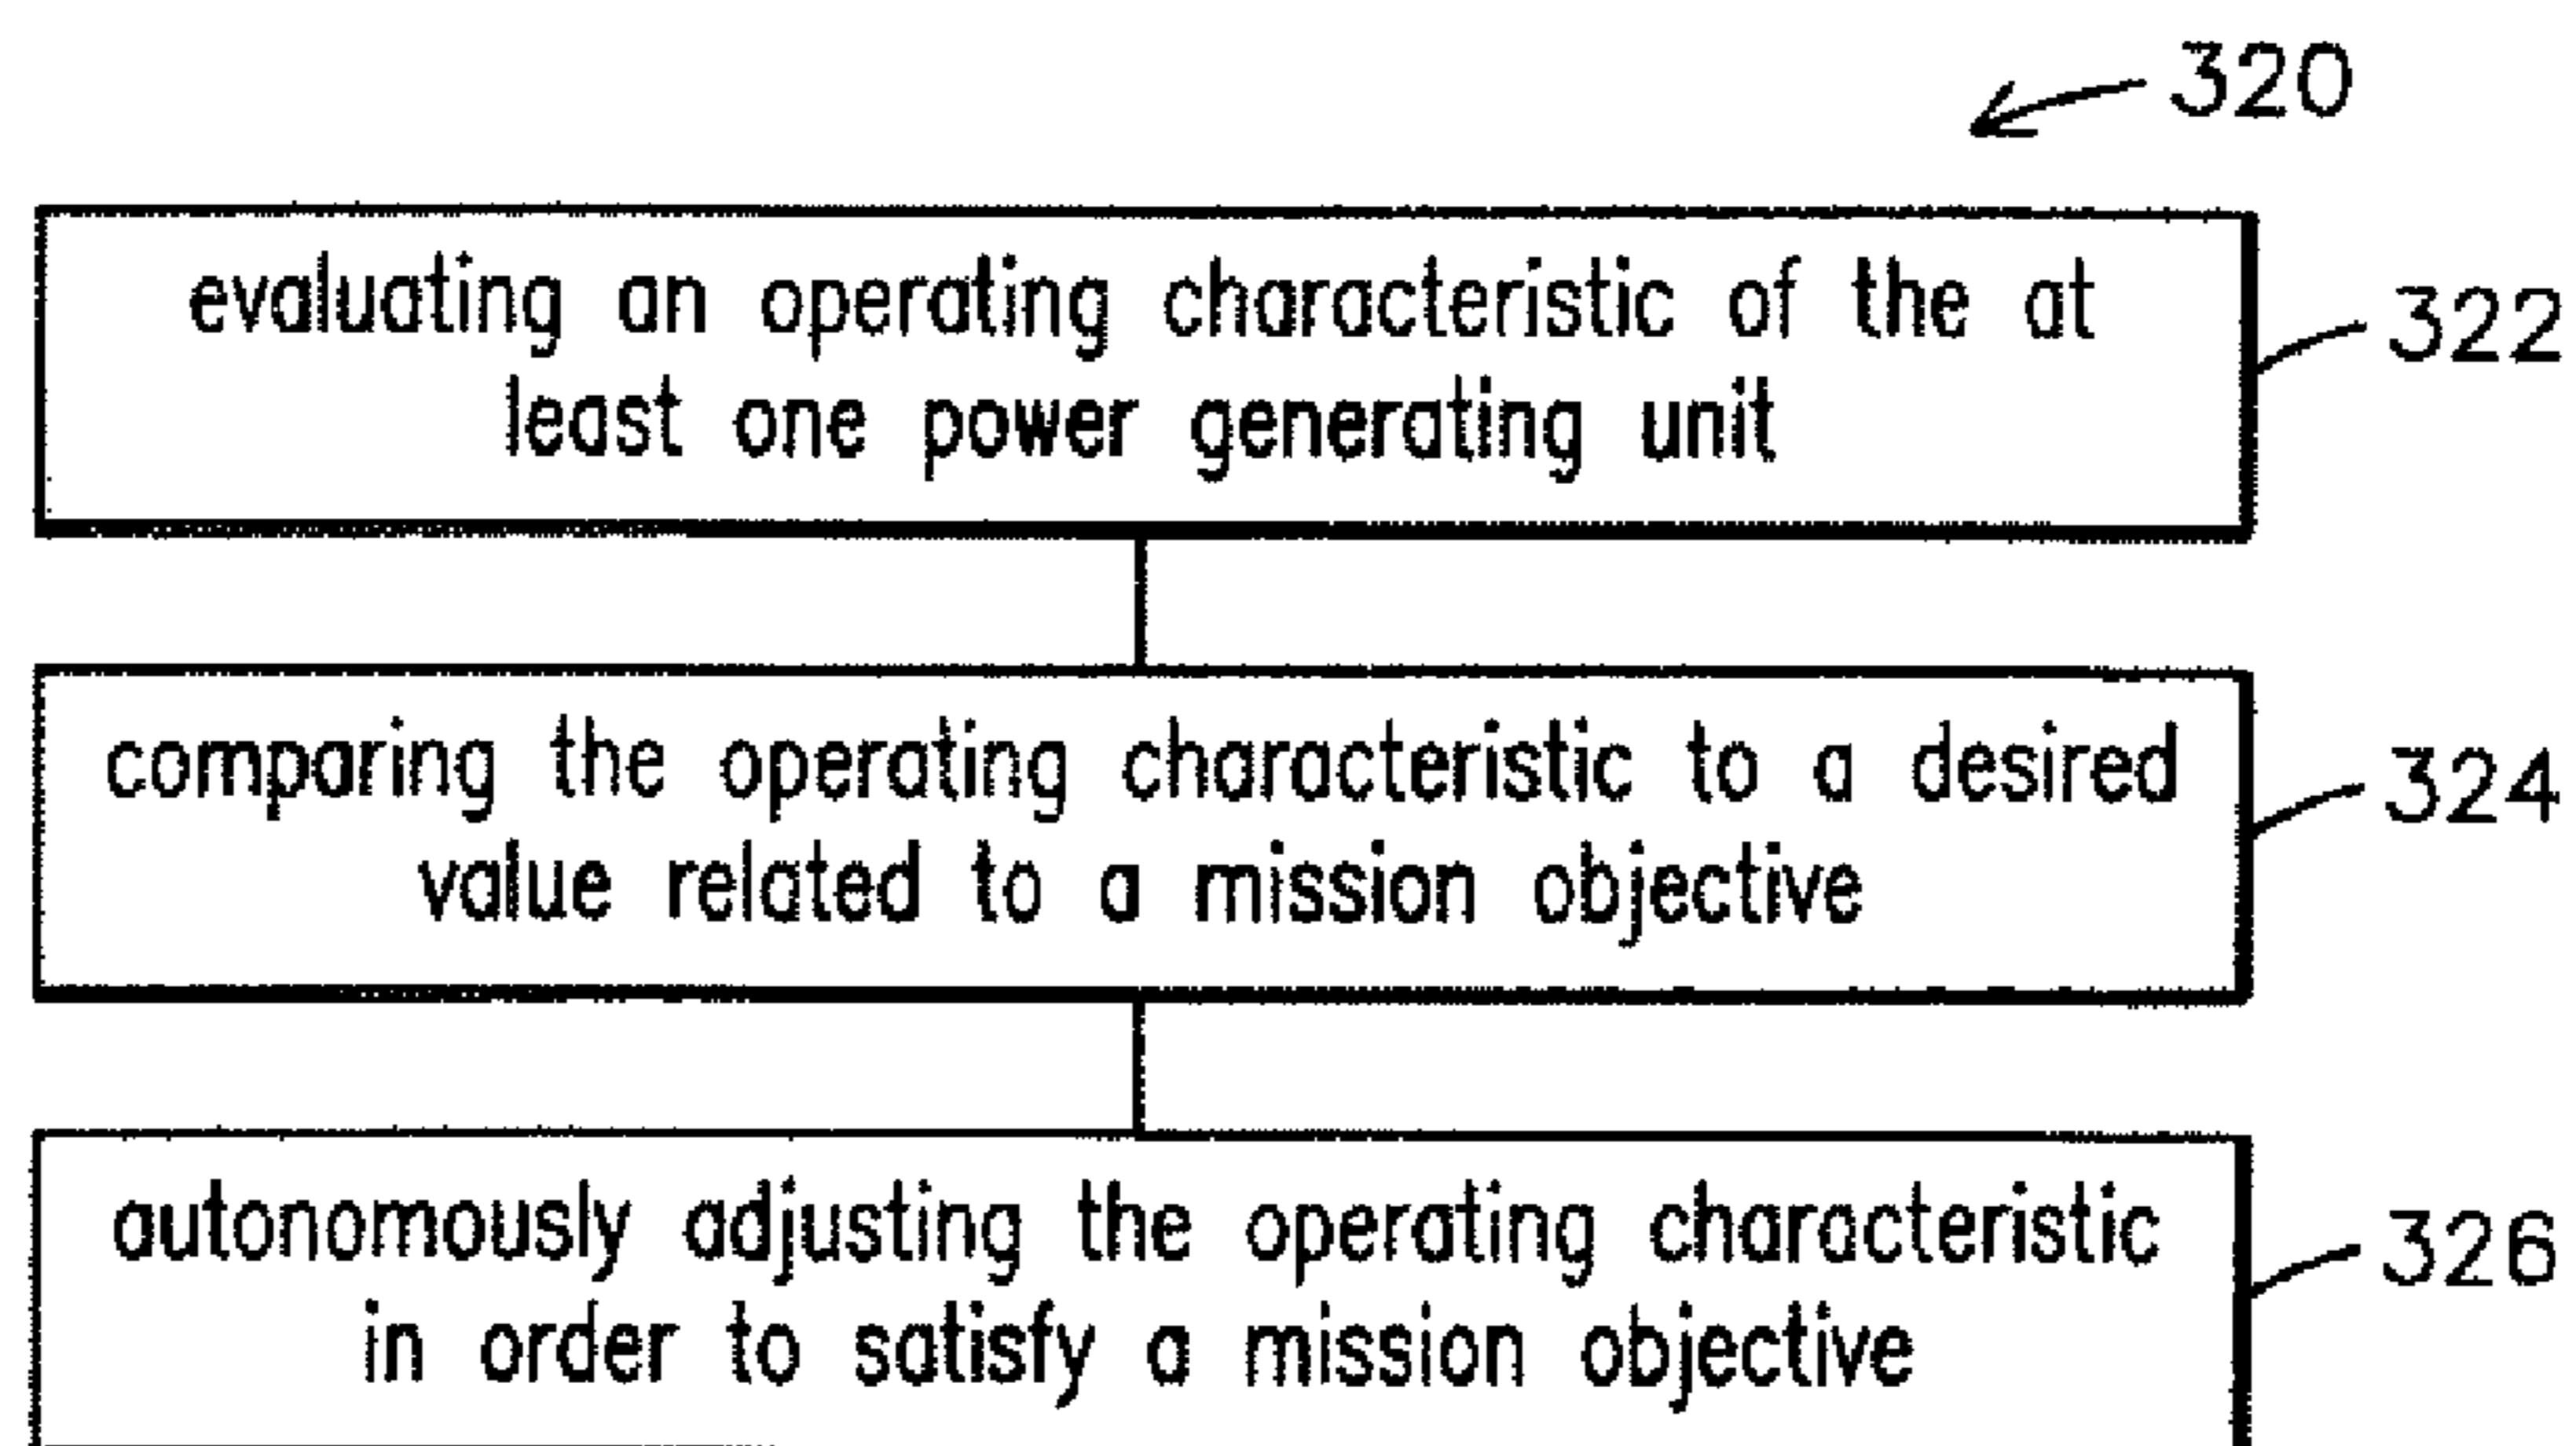 320
evaluating an operating characteristic of the at
least one power generating unit
322
comparing the operating characteristic to a desired
value related to a mission objective
324
autonomously adjusting the operating characteristic
in order to satisfy a mission objective
326